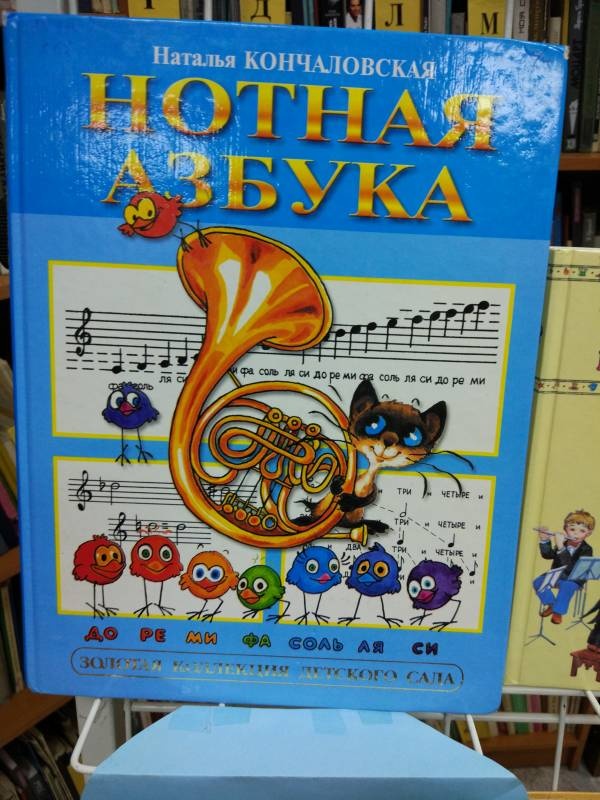 Г
Д
Л
М
Наталья КОНЧАЛОВСКАЯ
НОТНАЯ
АЗБУКА
фа соль ля си до ре ми фа соль ля си до ре ми
фа соль
ля си
и ТРИ и ЧЕТЫРЕ и
ТРИ и ЧЕТЫРЕ и
и ДВА ТРИ и ЧЕТЫРЕ и
ДО РЕ МИ ФА СОЛЬ ЛЯ СИ
ЗОЛОТАЯ КОЛЛЕКЦИЯ ДЕТСКОГО САДА